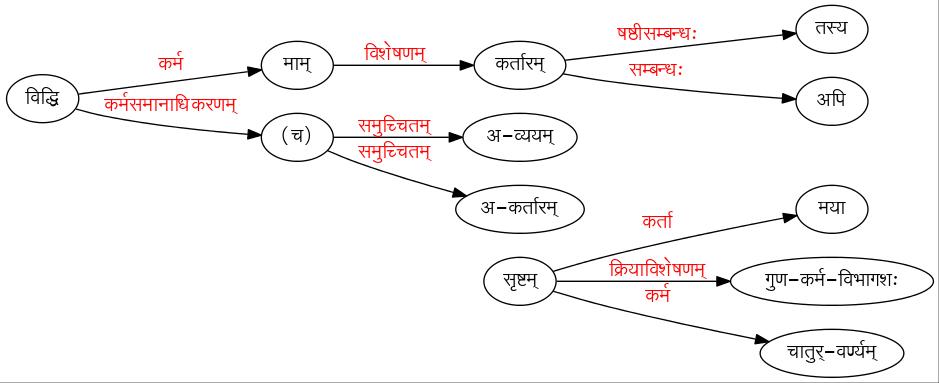 षष्ठीसम्बन्धः
तस्य
कर्म
माम्
विशेषणम्
कर्तारम्
सम्बन्धः
विद्धि
कर्मसमानाधिकरणम्
अपि
(च)
समुच्चितम्
अ-व्ययम्
समुच्चितम्
अ-कर्तारम्
कर्ता
मया
सृष्टम्
क्रियाविशेषणम्
गुण-कर्म-विभागशः
कर्म
चातुर्-वर्ण्यम्